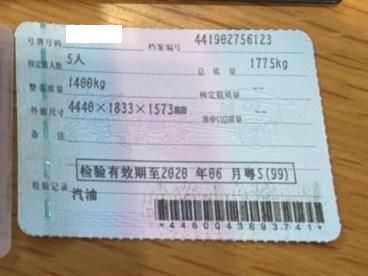 号牌号码 档案编号 441902756123
核定载人数 5人 总质量 1775kg
整备质量 1400kg 核定载质量 --
外廓尺寸 4440×1833×1573mm 准牵引总质量 --
备注
检验有效期至2020 年06 月粤S(99)
检验记录 汽油
*4460043693741*